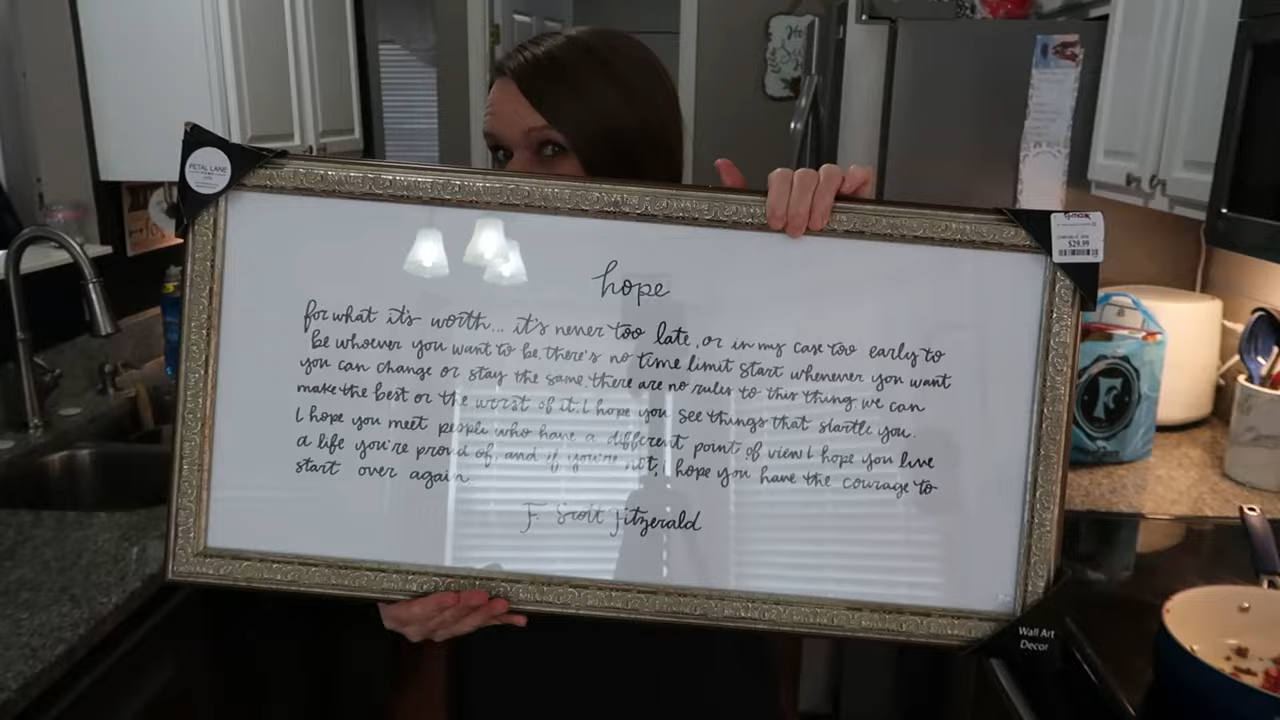 PETAL LANE
HOME
tj-maxx
$29.99
hope
for what it's worth... it's never too late, or in my case too early to
be whoever you want to be. there's no time limit start whenever you want
you can change or stay the same. there are no rules to this thing. we can
make the best or the worst of it. I hope you see things that startle you.
I hope you meet people who have a different point of view I hope you live
a life you're proud of, and if you're not, i hope you have the courage to
start over again
F. Scott Fitzgerald
Wall Art
Decor